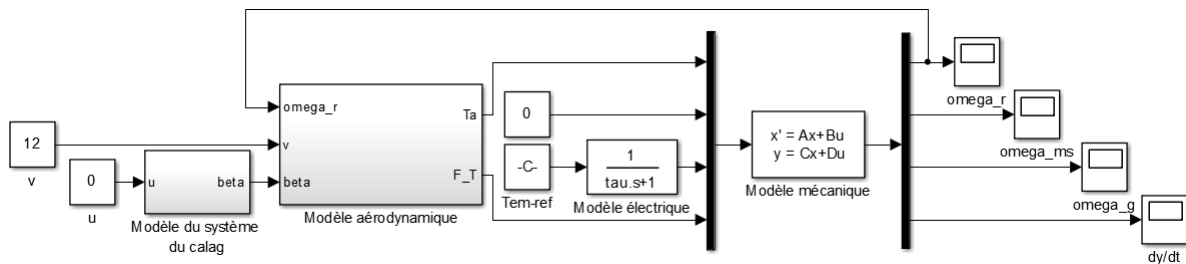 omega_r
v
beta
Ta
F_T
Modèle aérodynamique
12
v
0
u
u
beta
Modèle du système
du calag
0
-C-
Tem-ref
1
tau.s+1
Modèle électrique
x' = Ax+Bu
y = Cx+Du
Modèle mécanique
omega_r
omega_ms
omega_g
dy/dt